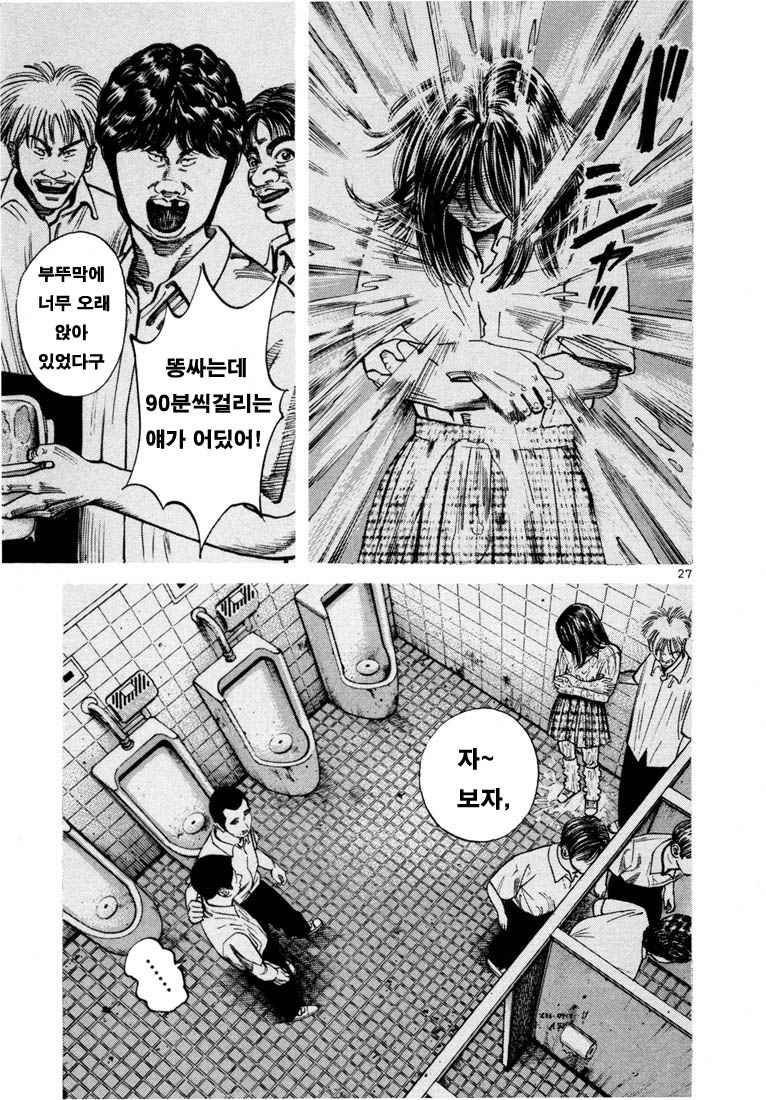 バシャッ
부뚜막에
너무 오래
앉아
있었다구
똥싸는데
90분씩걸리는
얘가 어딨어!
27
자~
보자,
......